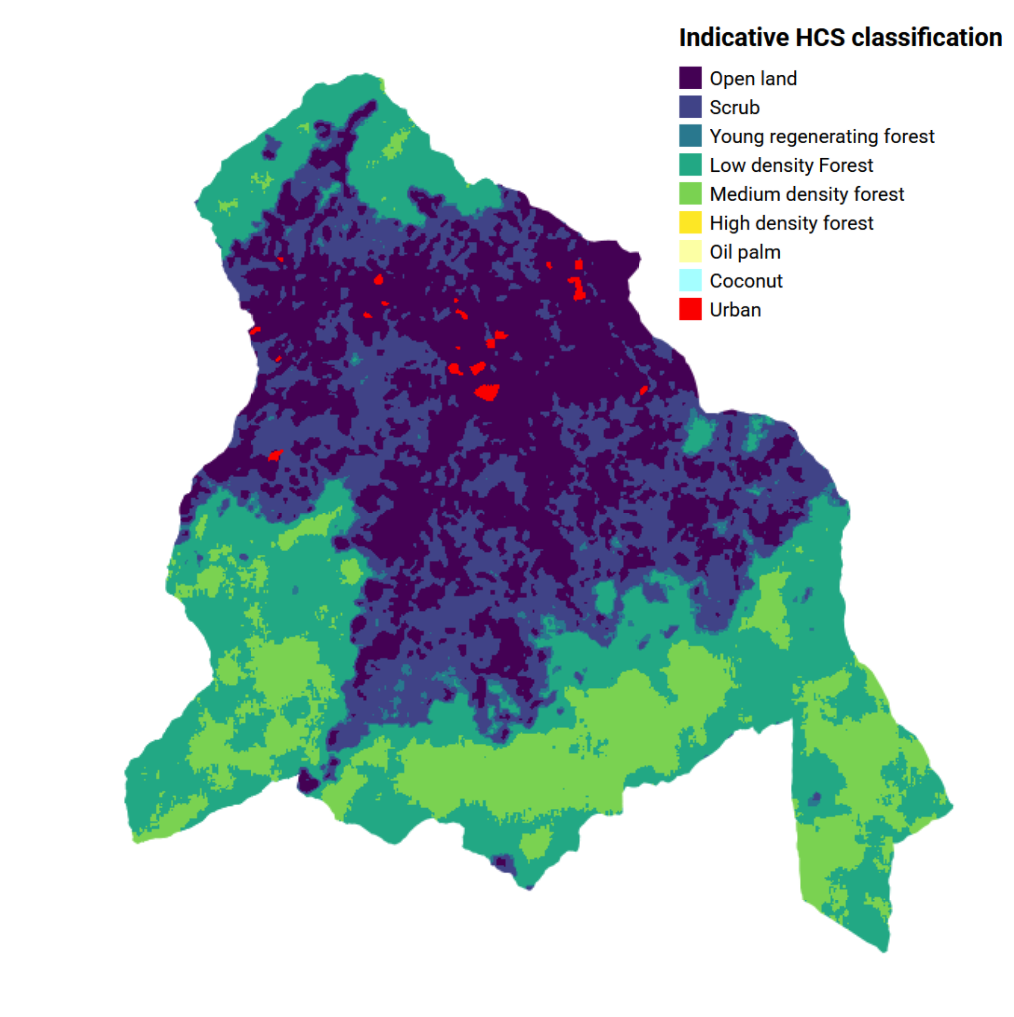 Indicative HCS classification
Open land
Scrub
Young regenerating forest
Low density Forest
Medium density forest
High density forest
Oil palm
Coconut
Urban